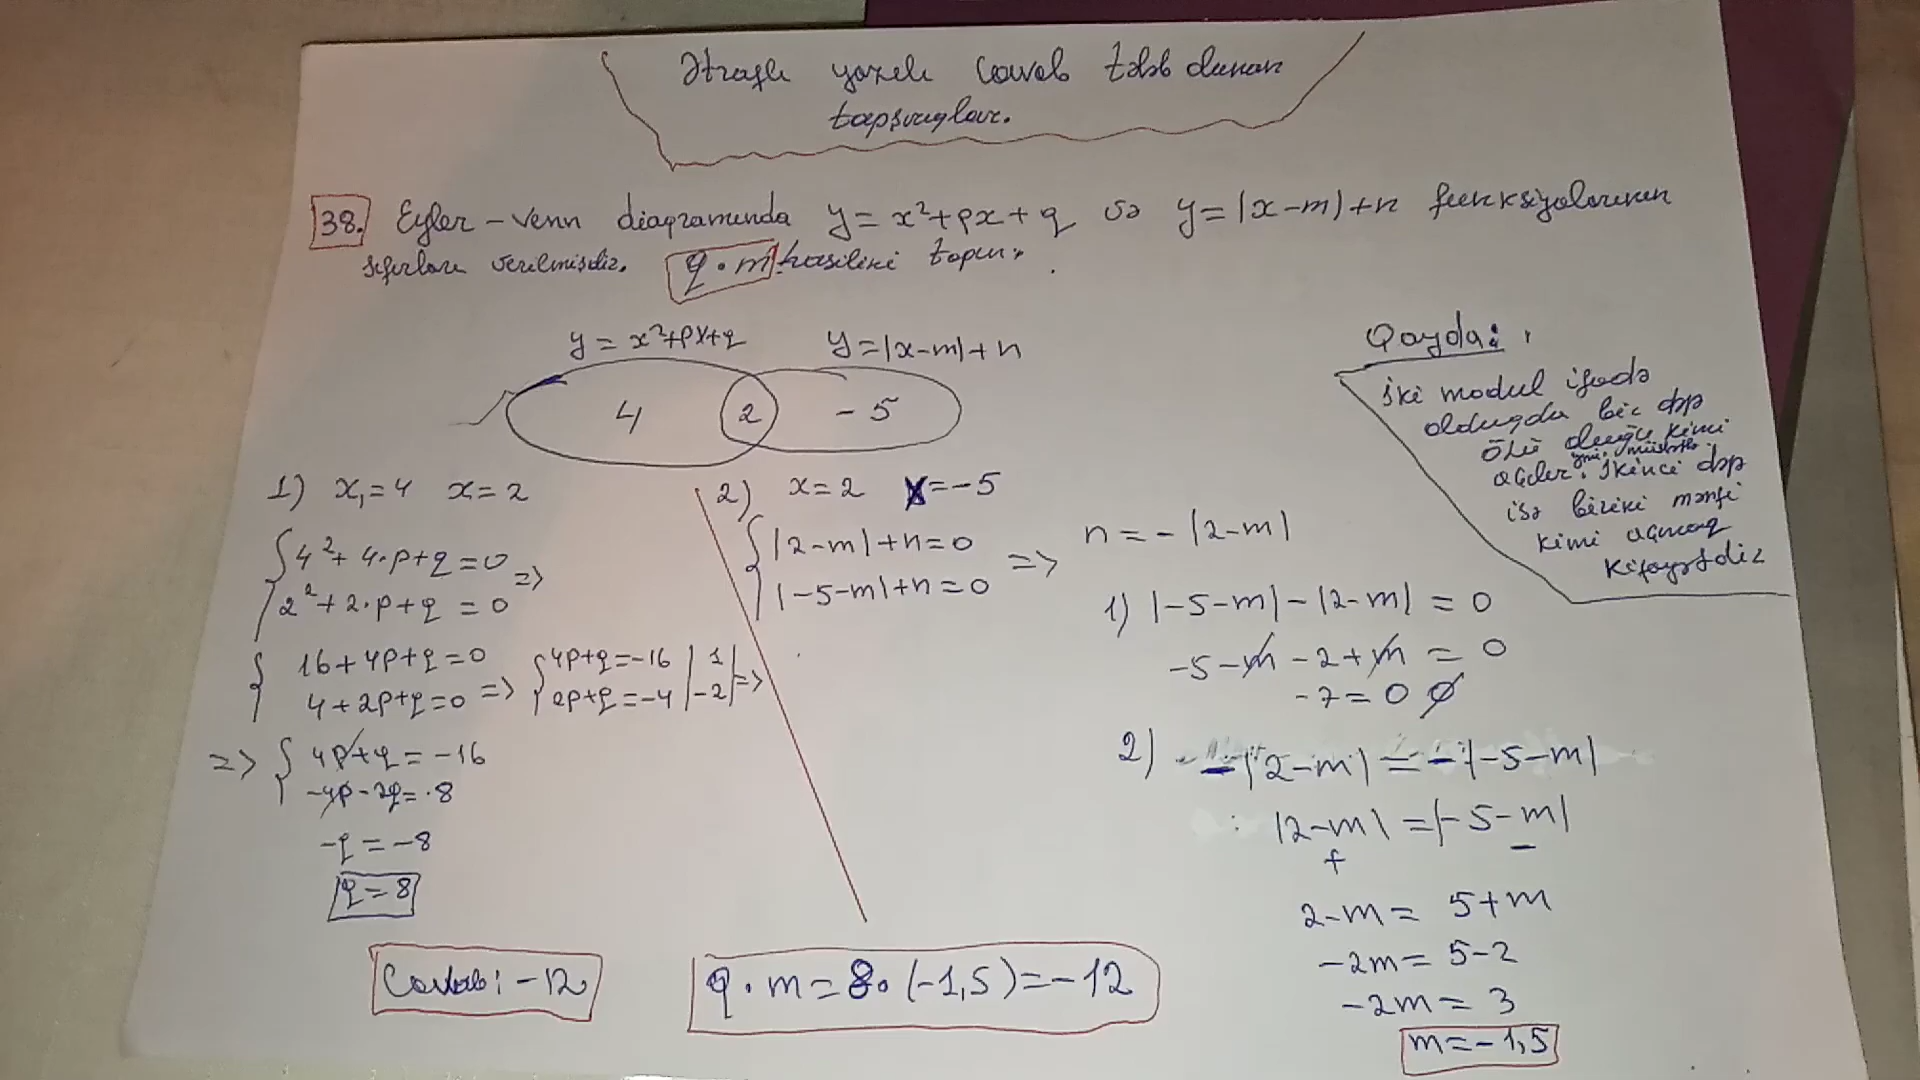 Ətraflı yazılı cavab tələb olunan
tapşırıqlar.
38. Eyler-Venn diaqramında y = x²+px+q və y=|x-m|+n funksiyalarının
sıfırları verilmişdir. q·m hasilini tapın.
y = x²+px+q
y=|x-m|+n
4 2 -5
Qayda:
İki modul ifadə
olduqda bir dəfə
özü olduğu kimi
yəni müsbət
açılır. İkinci dəfə
isə birini mənfi
kimi açmaq
kifayətdir
1) x₁=4 x=2
{4²+4·p+q=0
2²+2·p+q=0 =>
{16+4p+q=0
4+2p+q=0 => {4p+q=-16 | 1 |
2p+q=-4 |-2| =>
=> {4p+q=-16
-4p-2q=8
-q=-8
q=8
2) x=2 x=-5
{|2-m|+n=0
|-5-m|+n=0 =>
n=-|2-m|
1) |-5-m|-|2-m|=0
-5-m-2+m=0
-7=0 ∅
2) -|2-m|=-|-5-m|
|2-m|=|-5-m|
+ -
2-m=5+m
-2m=5-2
-2m=3
m=-1,5
Cavab: -12
q·m=8·(-1,5)=-12